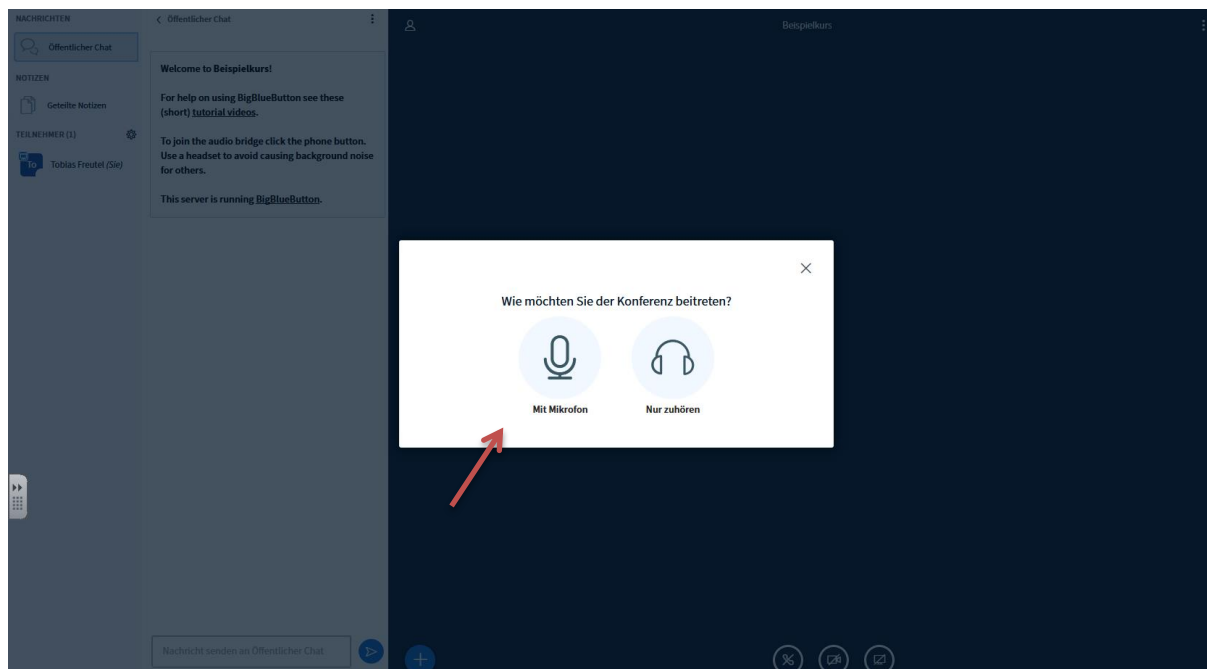 NACHRICHTEN
Öffentlicher Chat
NOTIZEN
Geteilte Notizen
TEILNEHMER (1)
To
Tobias Freutel (Sie)
Öffentlicher Chat
Welcome to Beispielkurs!
For help on using BigBlueButton see these
(short) tutorial videos.
To join the audio bridge click the phone button.
Use a headset to avoid causing background noise
for others.
This server is running BigBlueButton.
Nachricht senden an Öffentlicher Chat
Beispielkurs
Wie möchten Sie der Konferenz beitreten?
Mit Mikrofon
Nur zuhören